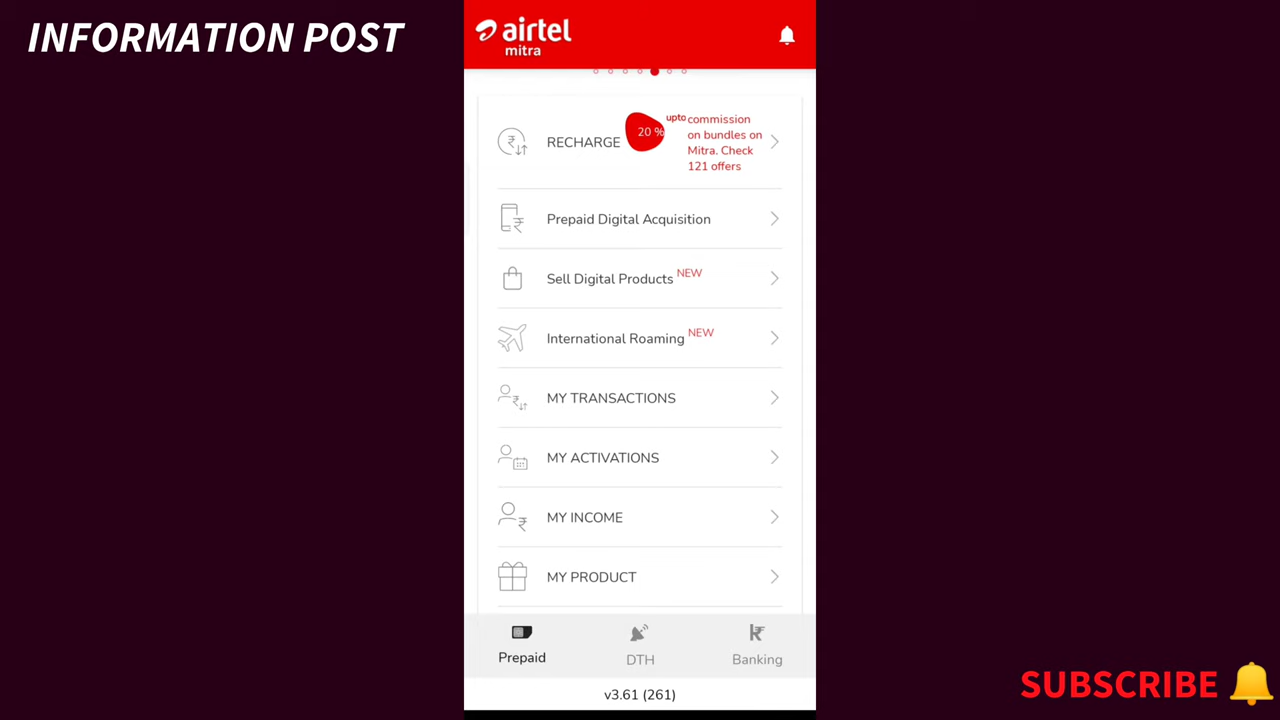 INFORMATION POST
airtel
mitra
RECHARGE
20 %
upto
commission
on bundles on
Mitra. Check
121 offers
Prepaid Digital Acquisition
Sell Digital Products NEW
International Roaming NEW
MY TRANSACTIONS
MY ACTIVATIONS
MY INCOME
MY PRODUCT
Prepaid
DTH
Banking
v3.61 (261)
SUBSCRIBE